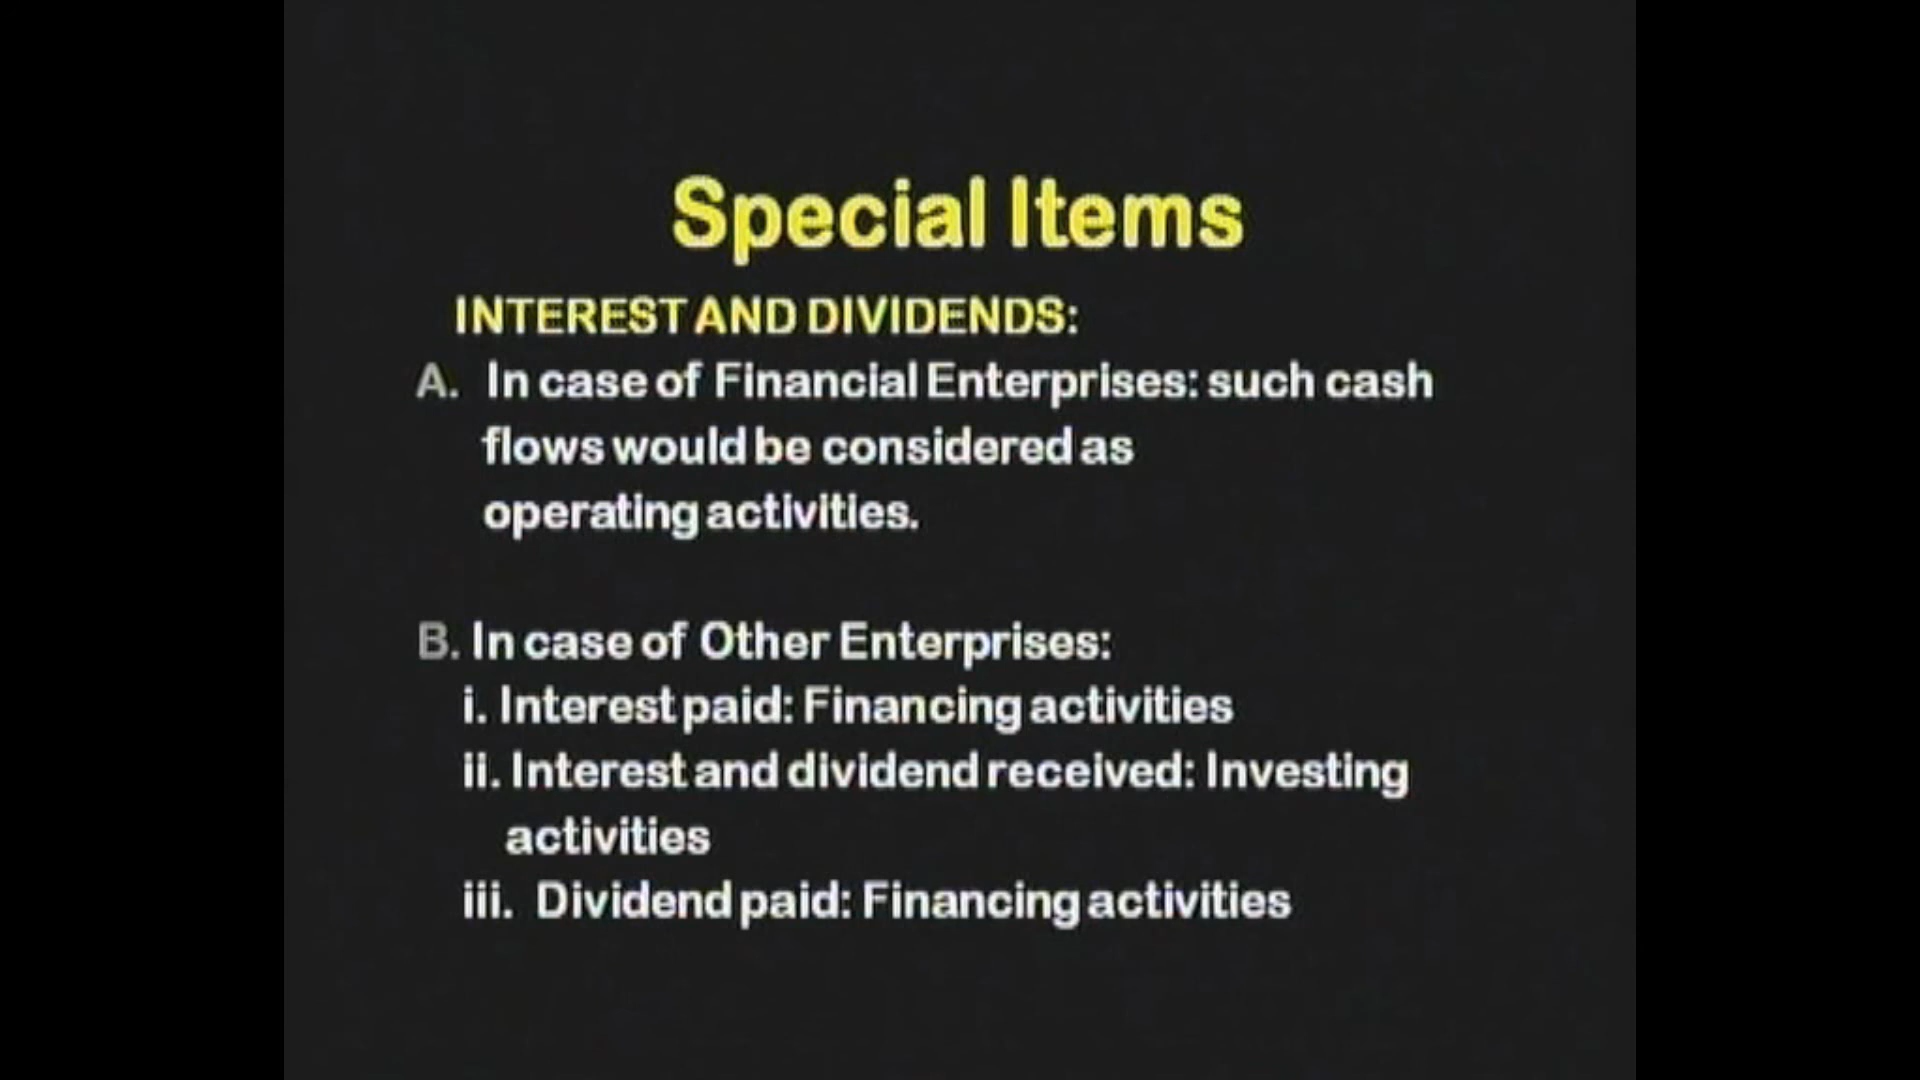 Special Items
INTEREST AND DIVIDENDS:
A. In case of Financial Enterprises: such cash
flows would be considered as
operating activities.
B. In case of Other Enterprises:
i. Interest paid: Financing activities
ii. Interest and dividend received: Investing
activities
iii. Dividend paid: Financing activities